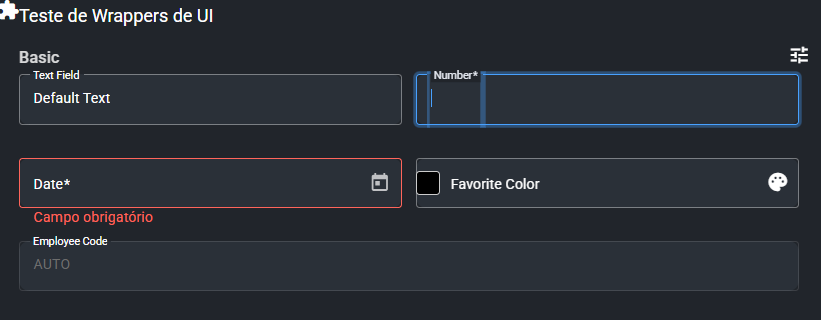 Teste de Wrappers de UI
Basic
Text Field
Default Text
Number*
Date*
Favorite Color
Campo obrigatório
Employee Code
AUTO